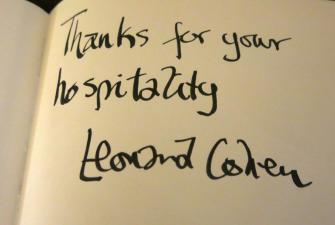 Thanks for your
hospitality
Leonard Cohen